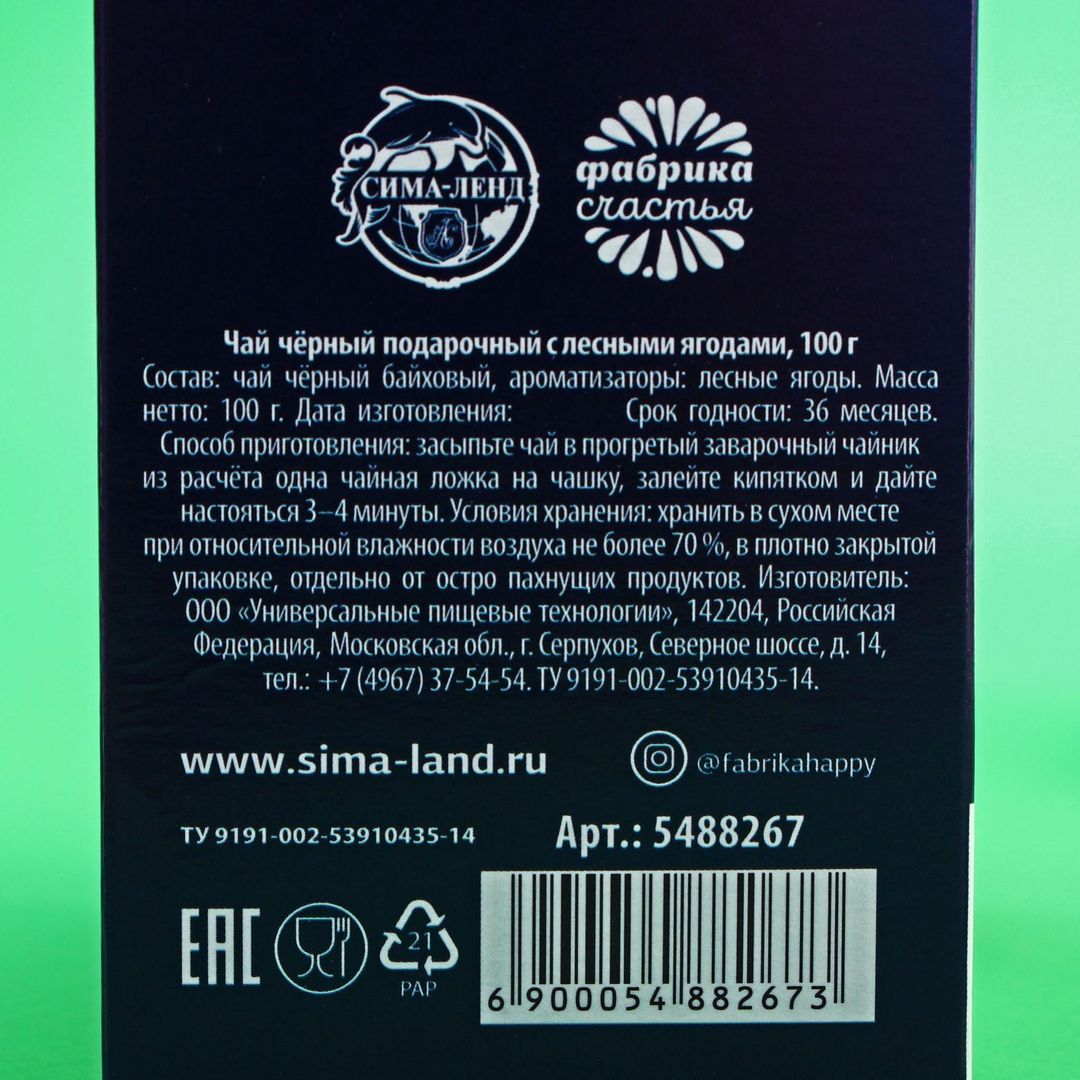 СИМА-ЛЕНД
фабрика
счастья
Чай чёрный подарочный с лесными ягодами, 100 г
Состав: чай чёрный байховый, ароматизаторы: лесные ягоды. Масса
нетто: 100 г. Дата изготовления: Срок годности: 36 месяцев.
Способ приготовления: засыпьте чай в прогретый заварочный чайник
из расчёта одна чайная ложка на чашку, залейте кипятком и дайте
настояться 3–4 минуты. Условия хранения: хранить в сухом месте
при относительной влажности воздуха не более 70 %, в плотно закрытой
упаковке, отдельно от остро пахнущих продуктов. Изготовитель:
ООО «Универсальные пищевые технологии», 142204, Российская
Федерация, Московская обл., г. Серпухов, Северное шоссе, д. 14,
тел.: +7 (4967) 37-54-54. ТУ 9191-002-53910435-14.
www.sima-land.ru @fabrikahappy
ТУ 9191-002-53910435-14 Арт.: 5488267
EAC 21
PAP
6 900054 882673